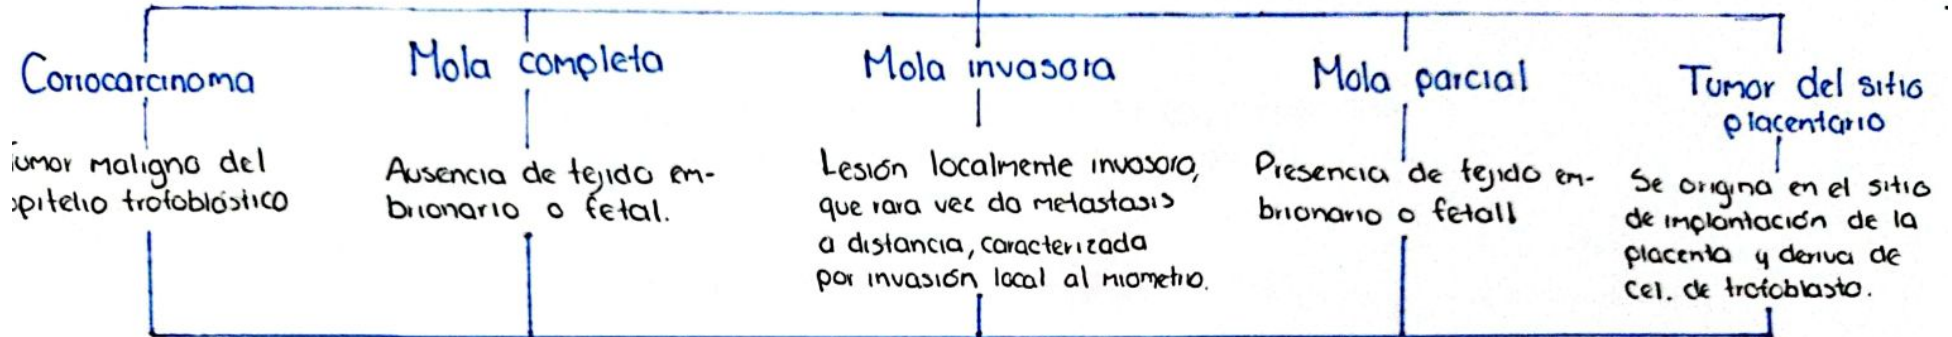 Coriocarcinoma
umor maligno del
pitelio trofoblástico
Mola completa
Ausencia de tejido em-
brionario o fetal.
Mola invasora
Lesión localmente invasora,
que rara vez da metastasis
a distancia, caracterizada
por invasión local al miometrio.
Mola parcial
Presencia de tejido em-
brionario o fetall
Tumor del sitio
placentario
Se origina en el sitio
de implantación de la
placenta y deriva de
Cel. de trofoblasto.